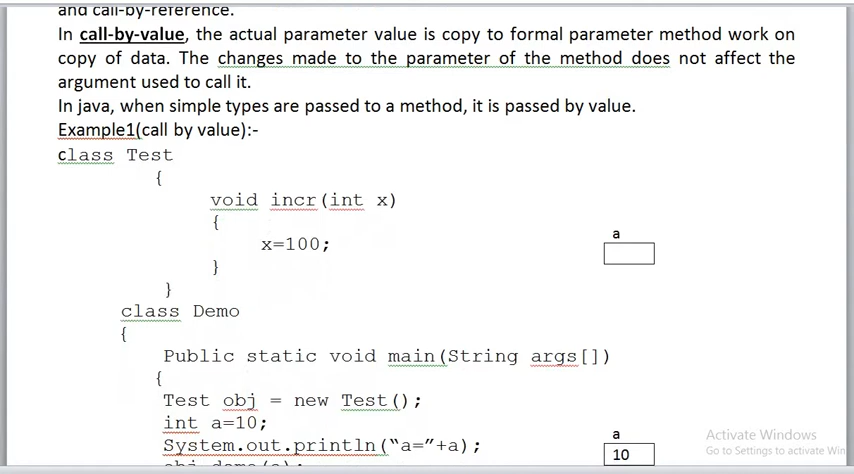 and call-by-reference.
In call-by-value, the actual parameter value is copy to formal parameter method work on
copy of data. The changes made to the parameter of the method does not affect the
argument used to call it.
In java, when simple types are passed to a method, it is passed by value.
Example1(call by value):-
class Test
{
void incr(int x)
{
x=100;
a
}
}
class Demo
{
Public static void main(String args[])
{
Test obj = new Test();
int a=10;
a
System.out.println(“a=”+a);
10
Activate Windows
Go to Settings to activate Win